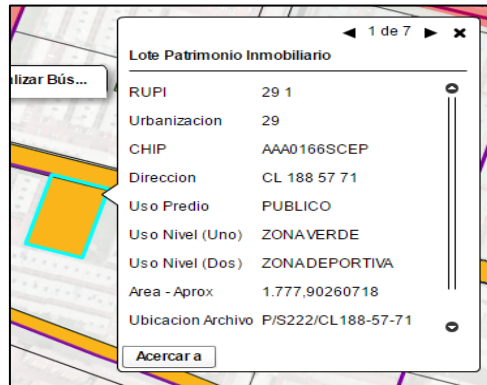 1 de 7
Lote Patrimonio Inmobiliario
lizar Bús...
RUPI 29 1
Urbanizacion 29
CHIP AAA0166SCEP
Direccion CL 188 57 71
Uso Predio PUBLICO
Uso Nivel (Uno) ZONAVERDE
Uso Nivel (Dos) ZONADEPORTIVA
Area - Aprox 1.777,90260718
Ubicacion Archivo P/S222/CL188-57-71
Acercar a